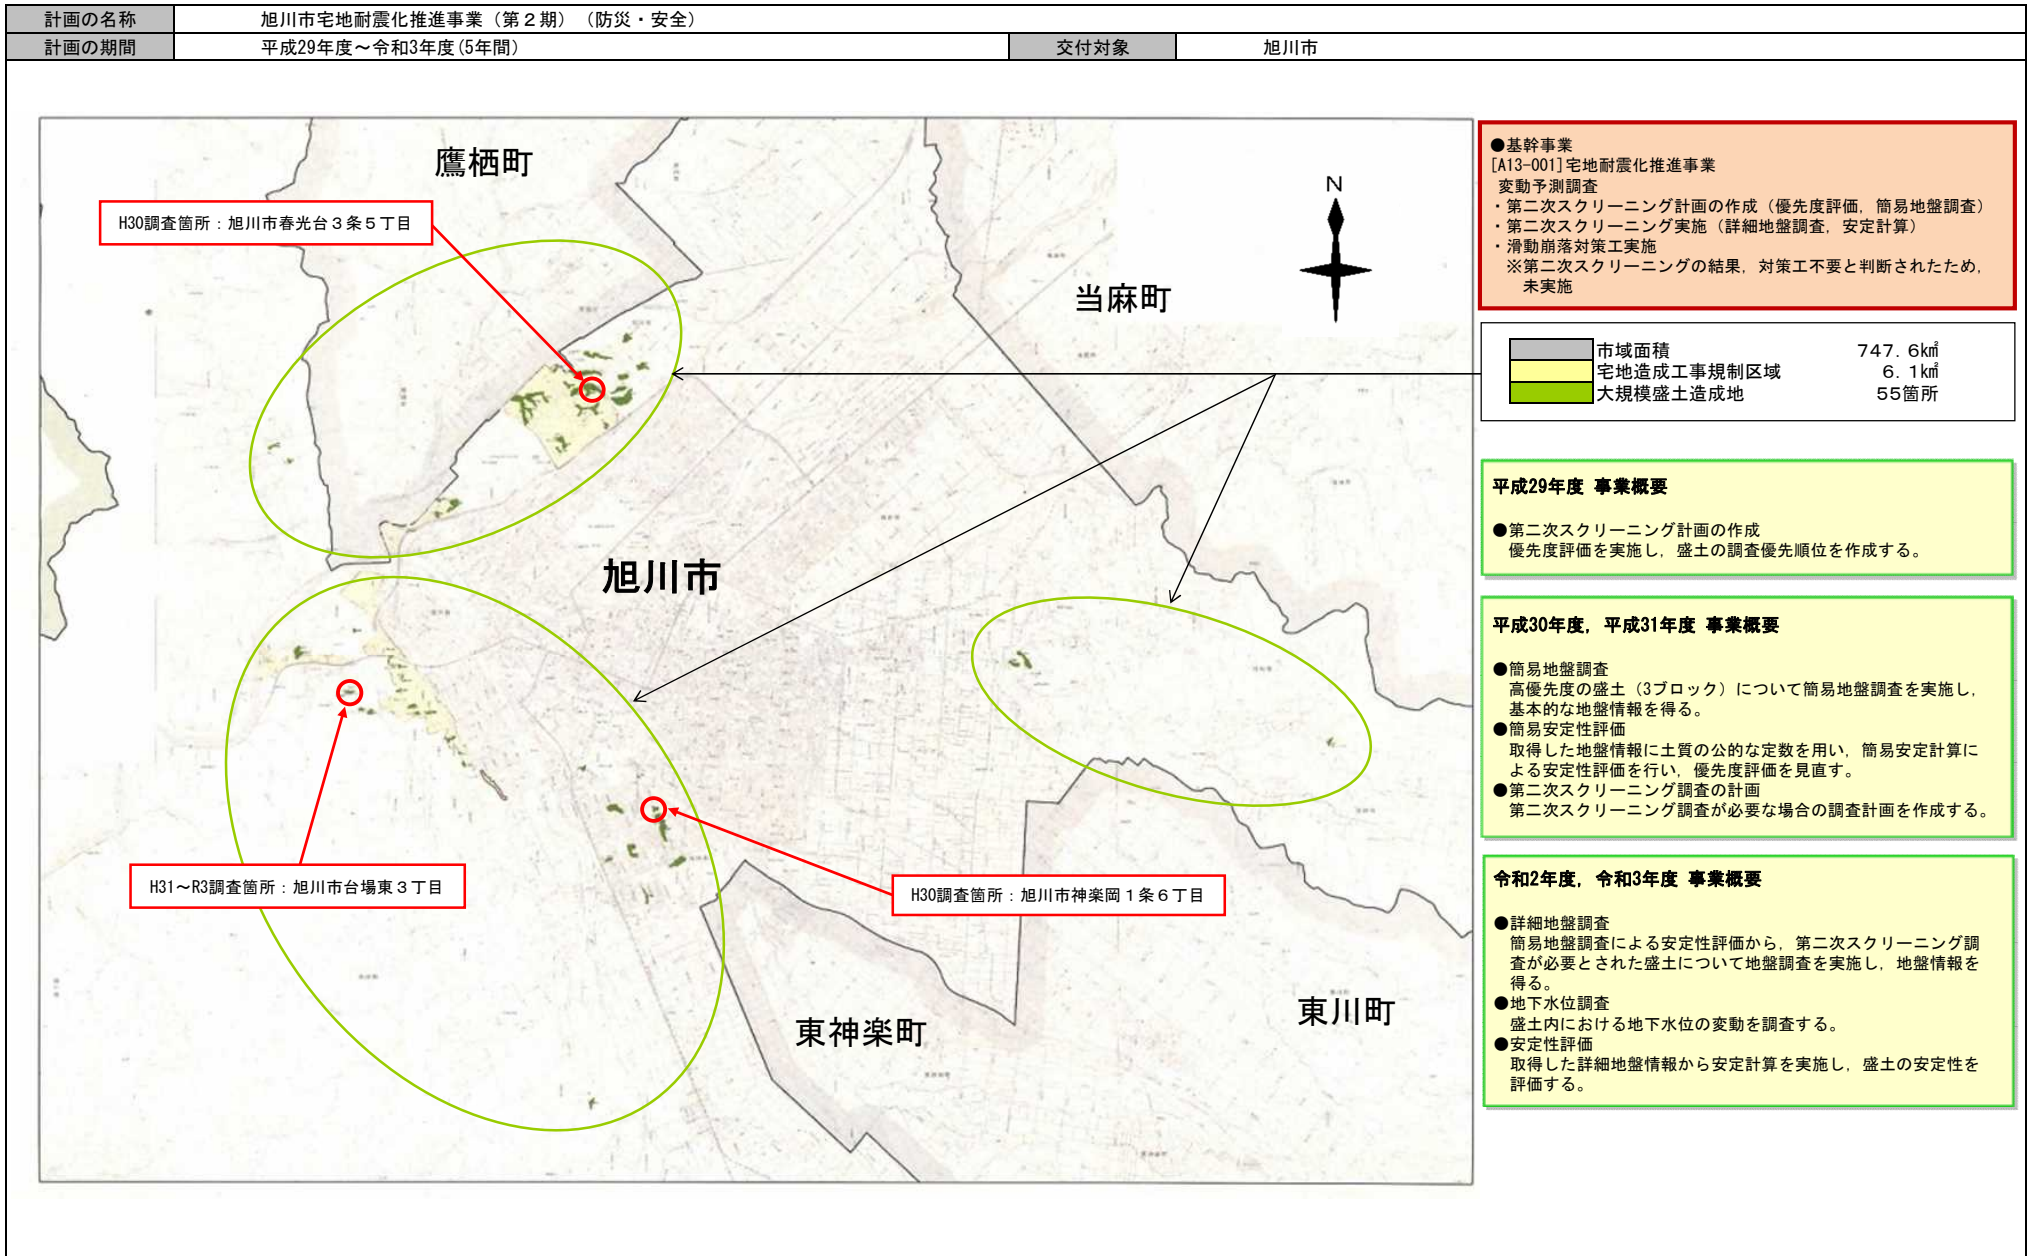 計画の名称
旭川市宅地耐震化推進事業（第２期）（防災・安全）
計画の期間
平成29年度～令和3年度(5年間)
交付対象
旭川市
鷹栖町
H30調査箇所：旭川市春光台３条５丁目
N
当麻町
旭川市
H31～R3調査箇所：旭川市台場東３丁目
H30調査箇所：旭川市神楽岡１条６丁目
東神楽町
東川町
●基幹事業
[A13-001]宅地耐震化推進事業
変動予測調査
・第二次スクリーニング計画の作成（優先度評価，簡易地盤調査）
・第二次スクリーニング実施（詳細地盤調査，安定計算）
・滑動崩落対策工実施
※第二次スクリーニングの結果，対策工不要と判断されたため，
未実施
市域面積 747.6㎢
宅地造成工事規制区域 6.1㎢
大規模盛土造成地 55箇所
平成29年度 事業概要
●第二次スクリーニング計画の作成
優先度評価を実施し，盛土の調査優先順位を作成する。
平成30年度，平成31年度 事業概要
●簡易地盤調査
高優先度の盛土（3ブロック）について簡易地盤調査を実施し，
基本的な地盤情報を得る。
●簡易安定性評価
取得した地盤情報に土質の公的な定数を用い，簡易安定計算に
よる安定性評価を行い，優先度評価を見直す。
●第二次スクリーニング調査の計画
第二次スクリーニング調査が必要な場合の調査計画を作成する。
令和2年度，令和3年度 事業概要
●詳細地盤調査
簡易地盤調査による安定性評価から，第二次スクリーニング調
査が必要とされた盛土について地盤調査を実施し，地盤情報を
得る。
●地下水位調査
盛土内における地下水位の変動を調査する。
●安定性評価
取得した詳細地盤情報から安定計算を実施し，盛土の安定性を
評価する。